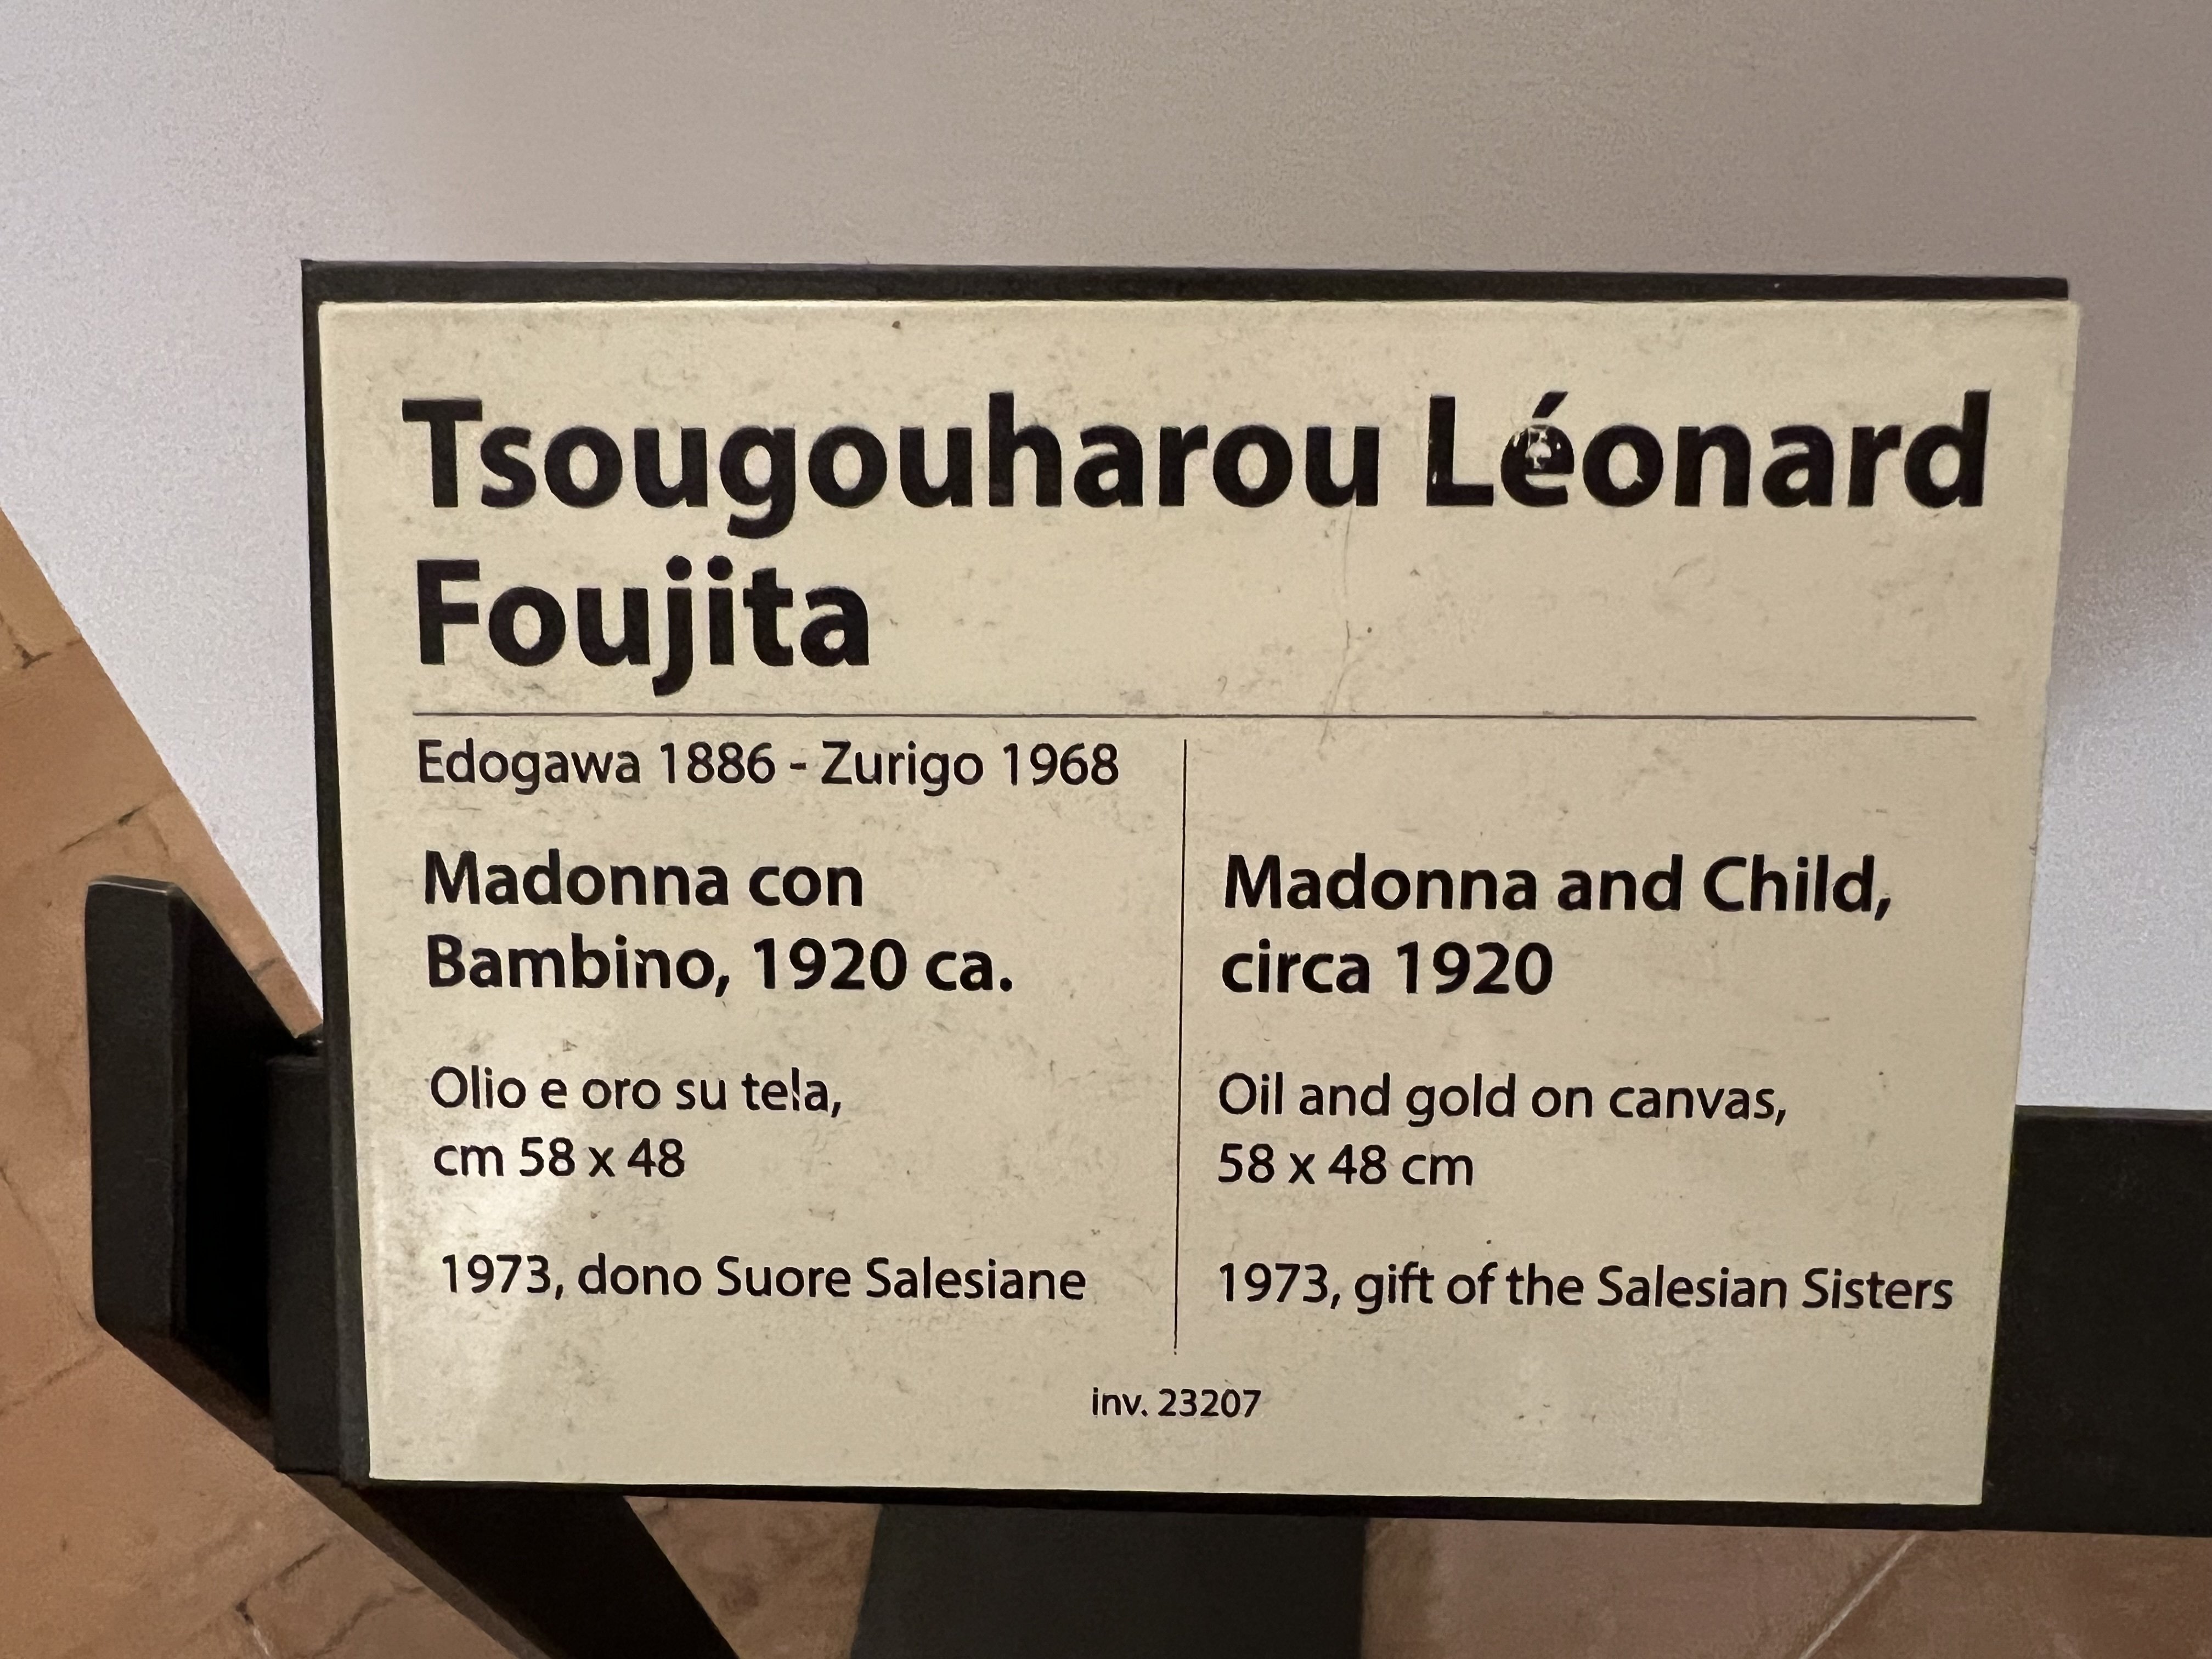 Tsougouharou Léonard
Foujita
Edogawa 1886 - Zurigo 1968
Madonna con
Bambino, 1920 ca.
Olio e oro su tela,
cm 58 x 48
1973, dono Suore Salesiane
Madonna and Child,
circa 1920
Oil and gold on canvas,
58 x 48 cm
1973, gift of the Salesian Sisters
inv. 23207